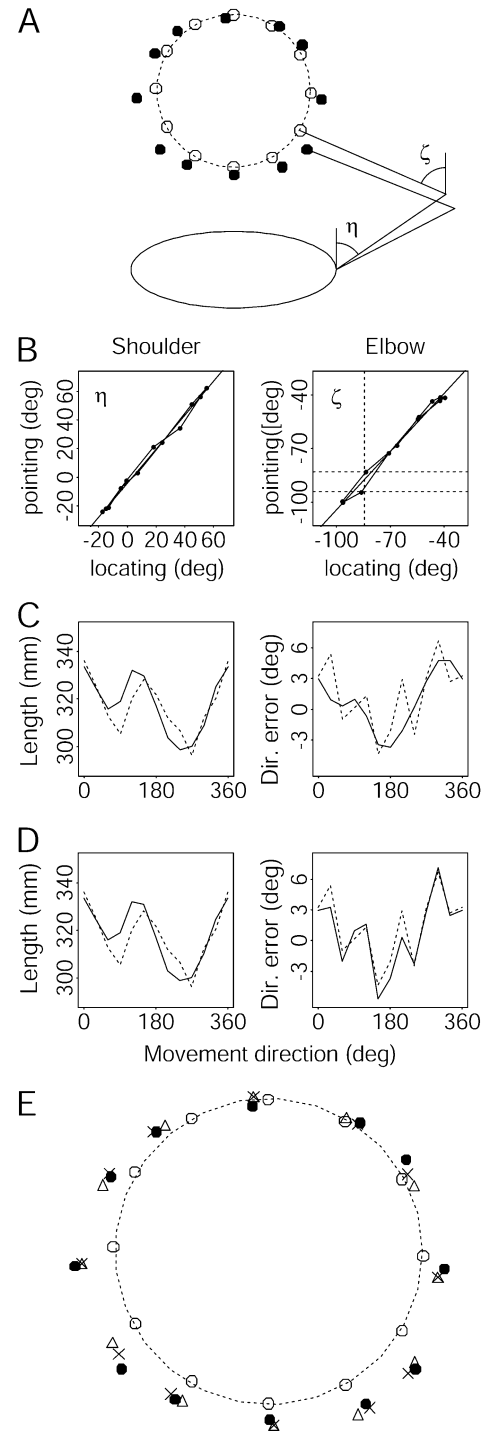 A
ζ
η
B
Shoulder
Elbow
pointing (deg)
-20 0 20 40 60
η
-20 0 20 40 60
locating (deg)
pointing([deg)
-100 -70 -40
ζ
-100 -70 -40
locating (deg)
C
Length (mm)
300 320 340
0 180 360
Dir. error (deg)
-3 0 3 6
0 180 360
D
Length (mm)
300 320 340
0 180 360
Dir. error (deg)
-3 0 3 6
0 180 360
Movement direction (deg)
E